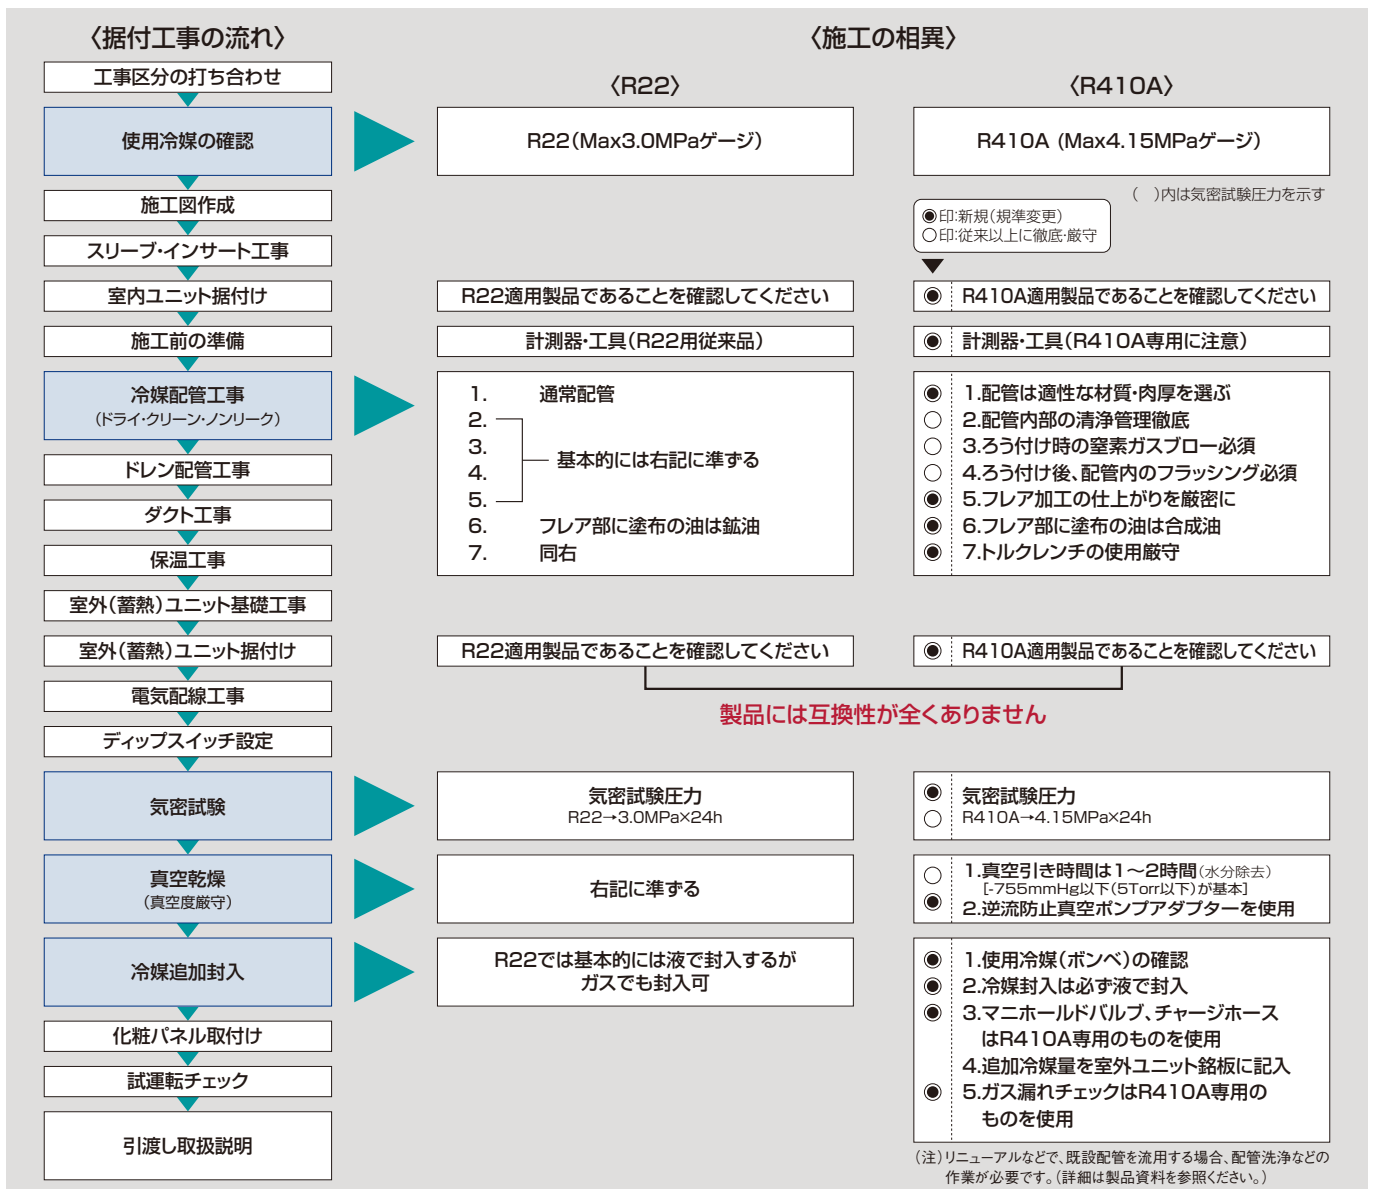 〈据付工事の流れ〉
工事区分の打ち合わせ
使用冷媒の確認
施工図作成
スリーブ・インサート工事
室内ユニット据付け
施工前の準備
冷媒配管工事
(ドライ・クリーン・ノンリーク)
ドレン配管工事
ダクト工事
保温工事
室外(蓄熱)ユニット基礎工事
室外(蓄熱)ユニット据付け
電気配線工事
ディップスイッチ設定
気密試験
真空乾燥
(真空度厳守)
冷媒追加封入
化粧パネル取付け
試運転チェック
引渡し取扱説明
〈施工の相異〉
〈R22〉
R22(Max3.0MPaゲージ)
R22適用製品であることを確認してください
計測器・工具(R22用従来品)
1. 通常配管
2.
3.
基本的には右記に準ずる
4.
5.
6. フレア部に塗布の油は鉱油
7. 同右
R22適用製品であることを確認してください
製品には互換性が全くありません
気密試験圧力
R22→3.0MPa×24h
右記に準ずる
R22では基本的には液で封入するが
ガスでも封入可
〈R410A〉
R410A (Max4.15MPaゲージ)
( )内は気密試験圧力を示す
◉印:新規(規準変更)
○印:従来以上に徹底・厳守
◉ R410A適用製品であることを確認してください
◉ 計測器・工具(R410A専用に注意)
◉ 1.配管は適性な材質・肉厚を選ぶ
○ 2.配管内部の清浄管理徹底
○ 3.ろう付け時の窒素ガスブロー必須
○ 4.ろう付け後、配管内のフラッシング必須
◉ 5.フレア加工の仕上がりを厳密に
◉ 6.フレア部に塗布の油は合成油
◉ 7.トルクレンチの使用厳守
◉ R410A適用製品であることを確認してください
◉ 気密試験圧力
○ R410A→4.15MPa×24h
○ 1.真空引き時間は1〜2時間(水分除去)
[-755mmHg以下(5Torr以下)が基本]
◉ 2.逆流防止真空ポンプアダプターを使用
◉ 1.使用冷媒(ボンベ)の確認
◉ 2.冷媒封入は必ず液で封入
◉ 3.マニホールドバルブ、チャージホース
はR410A専用のものを使用
4.追加冷媒量を室外ユニット銘板に記入
◉ 5.ガス漏れチェックはR410A専用の
ものを使用
(注)リニューアルなどで、既設配管を流用する場合、配管洗浄などの
作業が必要です。(詳細は製品資料を参照ください。)